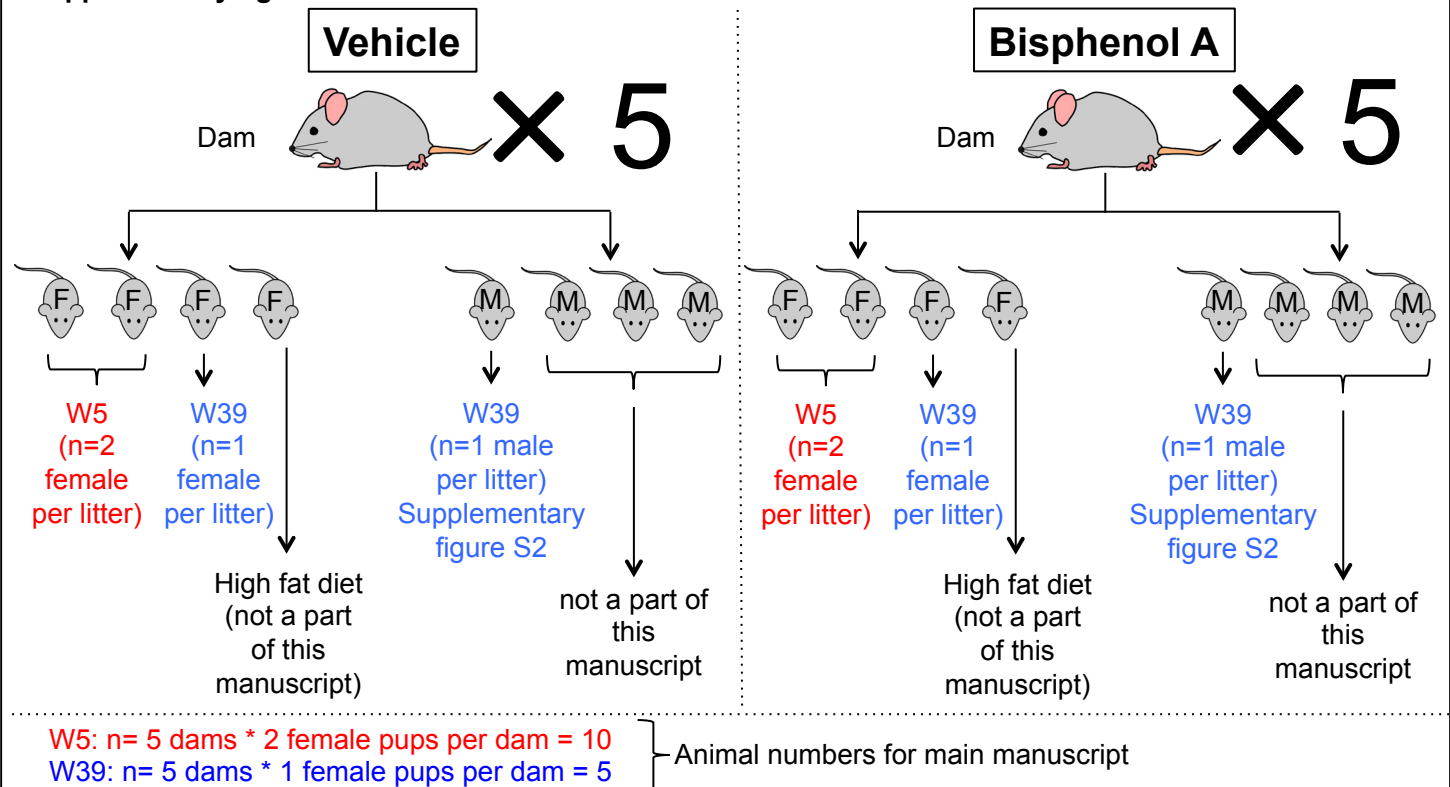 Vehicle
Dam
× 5
F F F F
M M M M
W5
(n=2
female
per litter)
W39
(n=1
female
per litter)
W39
(n=1 male
per litter)
Supplementary
figure S2
High fat diet
(not a part
of this
manuscript)
not a part of
this
manuscript
Bisphenol A
Dam
× 5
F F F F
M M M M
W5
(n=2
female
per litter)
W39
(n=1
female
per litter)
W39
(n=1 male
per litter)
Supplementary
figure S2
High fat diet
(not a part
of this
manuscript)
not a part of
this
manuscript
W5: n= 5 dams * 2 female pups per dam = 10
W39: n= 5 dams * 1 female pups per dam = 5
Animal numbers for main manuscript